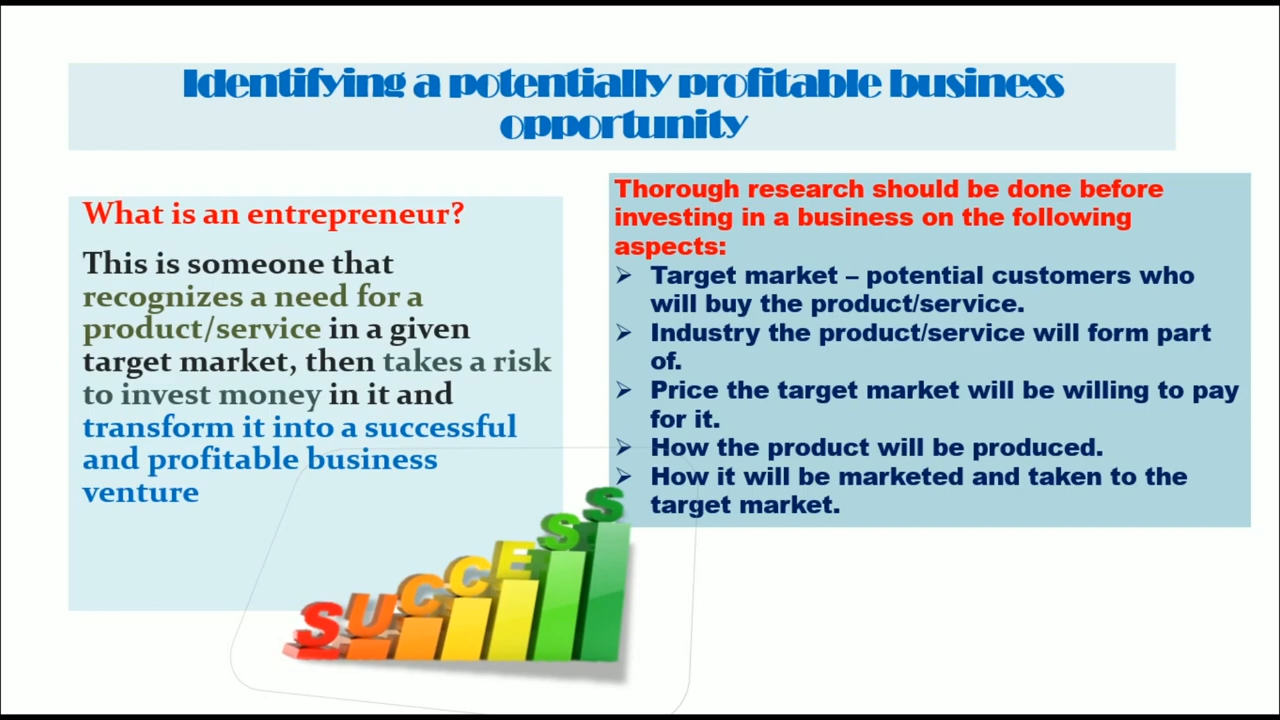 Identifying a potentially profitable business
opportunity
What is an entrepreneur?
This is someone that
recognizes a need for a
product/service in a given
target market, then takes a risk
to invest money in it and
transform it into a successful
and profitable business
venture
Thorough research should be done before
investing in a business on the following
aspects:
➢ Target market – potential customers who
will buy the product/service.
➢ Industry the product/service will form part
of.
➢ Price the target market will be willing to pay
for it.
➢ How the product will be produced.
➢ How it will be marketed and taken to the
target market.
SUCCESS